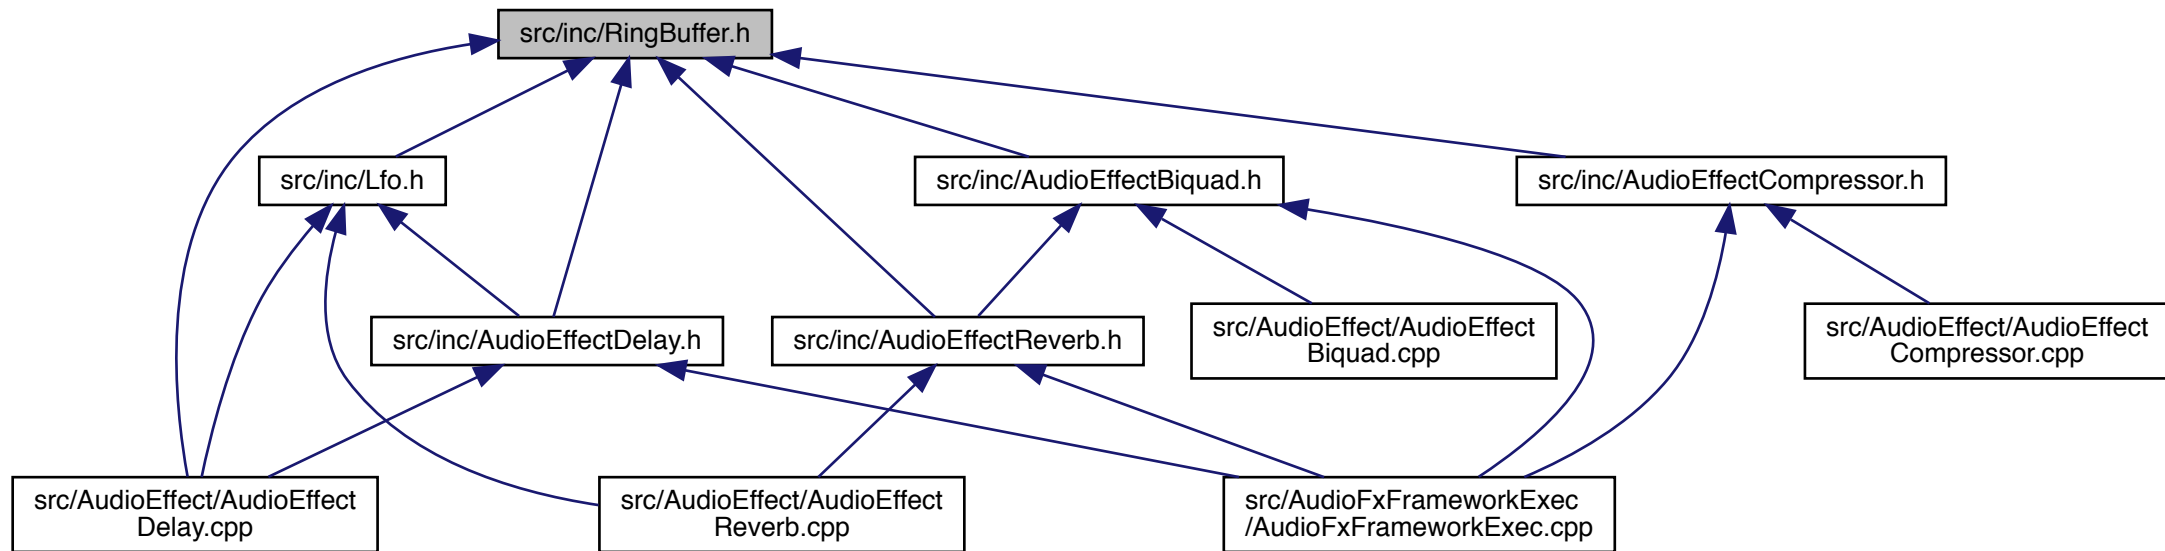 src/inc/RingBuffer.h
src/inc/Lfo.h
src/inc/AudioEffectBiquad.h
src/inc/AudioEffectCompressor.h
src/inc/AudioEffectDelay.h
src/inc/AudioEffectReverb.h
src/AudioEffect/AudioEffect
Biquad.cpp
src/AudioEffect/AudioEffect
Compressor.cpp
src/AudioEffect/AudioEffect
Delay.cpp
src/AudioEffect/AudioEffect
Reverb.cpp
src/AudioFxFrameworkExec
/AudioFxFrameworkExec.cpp